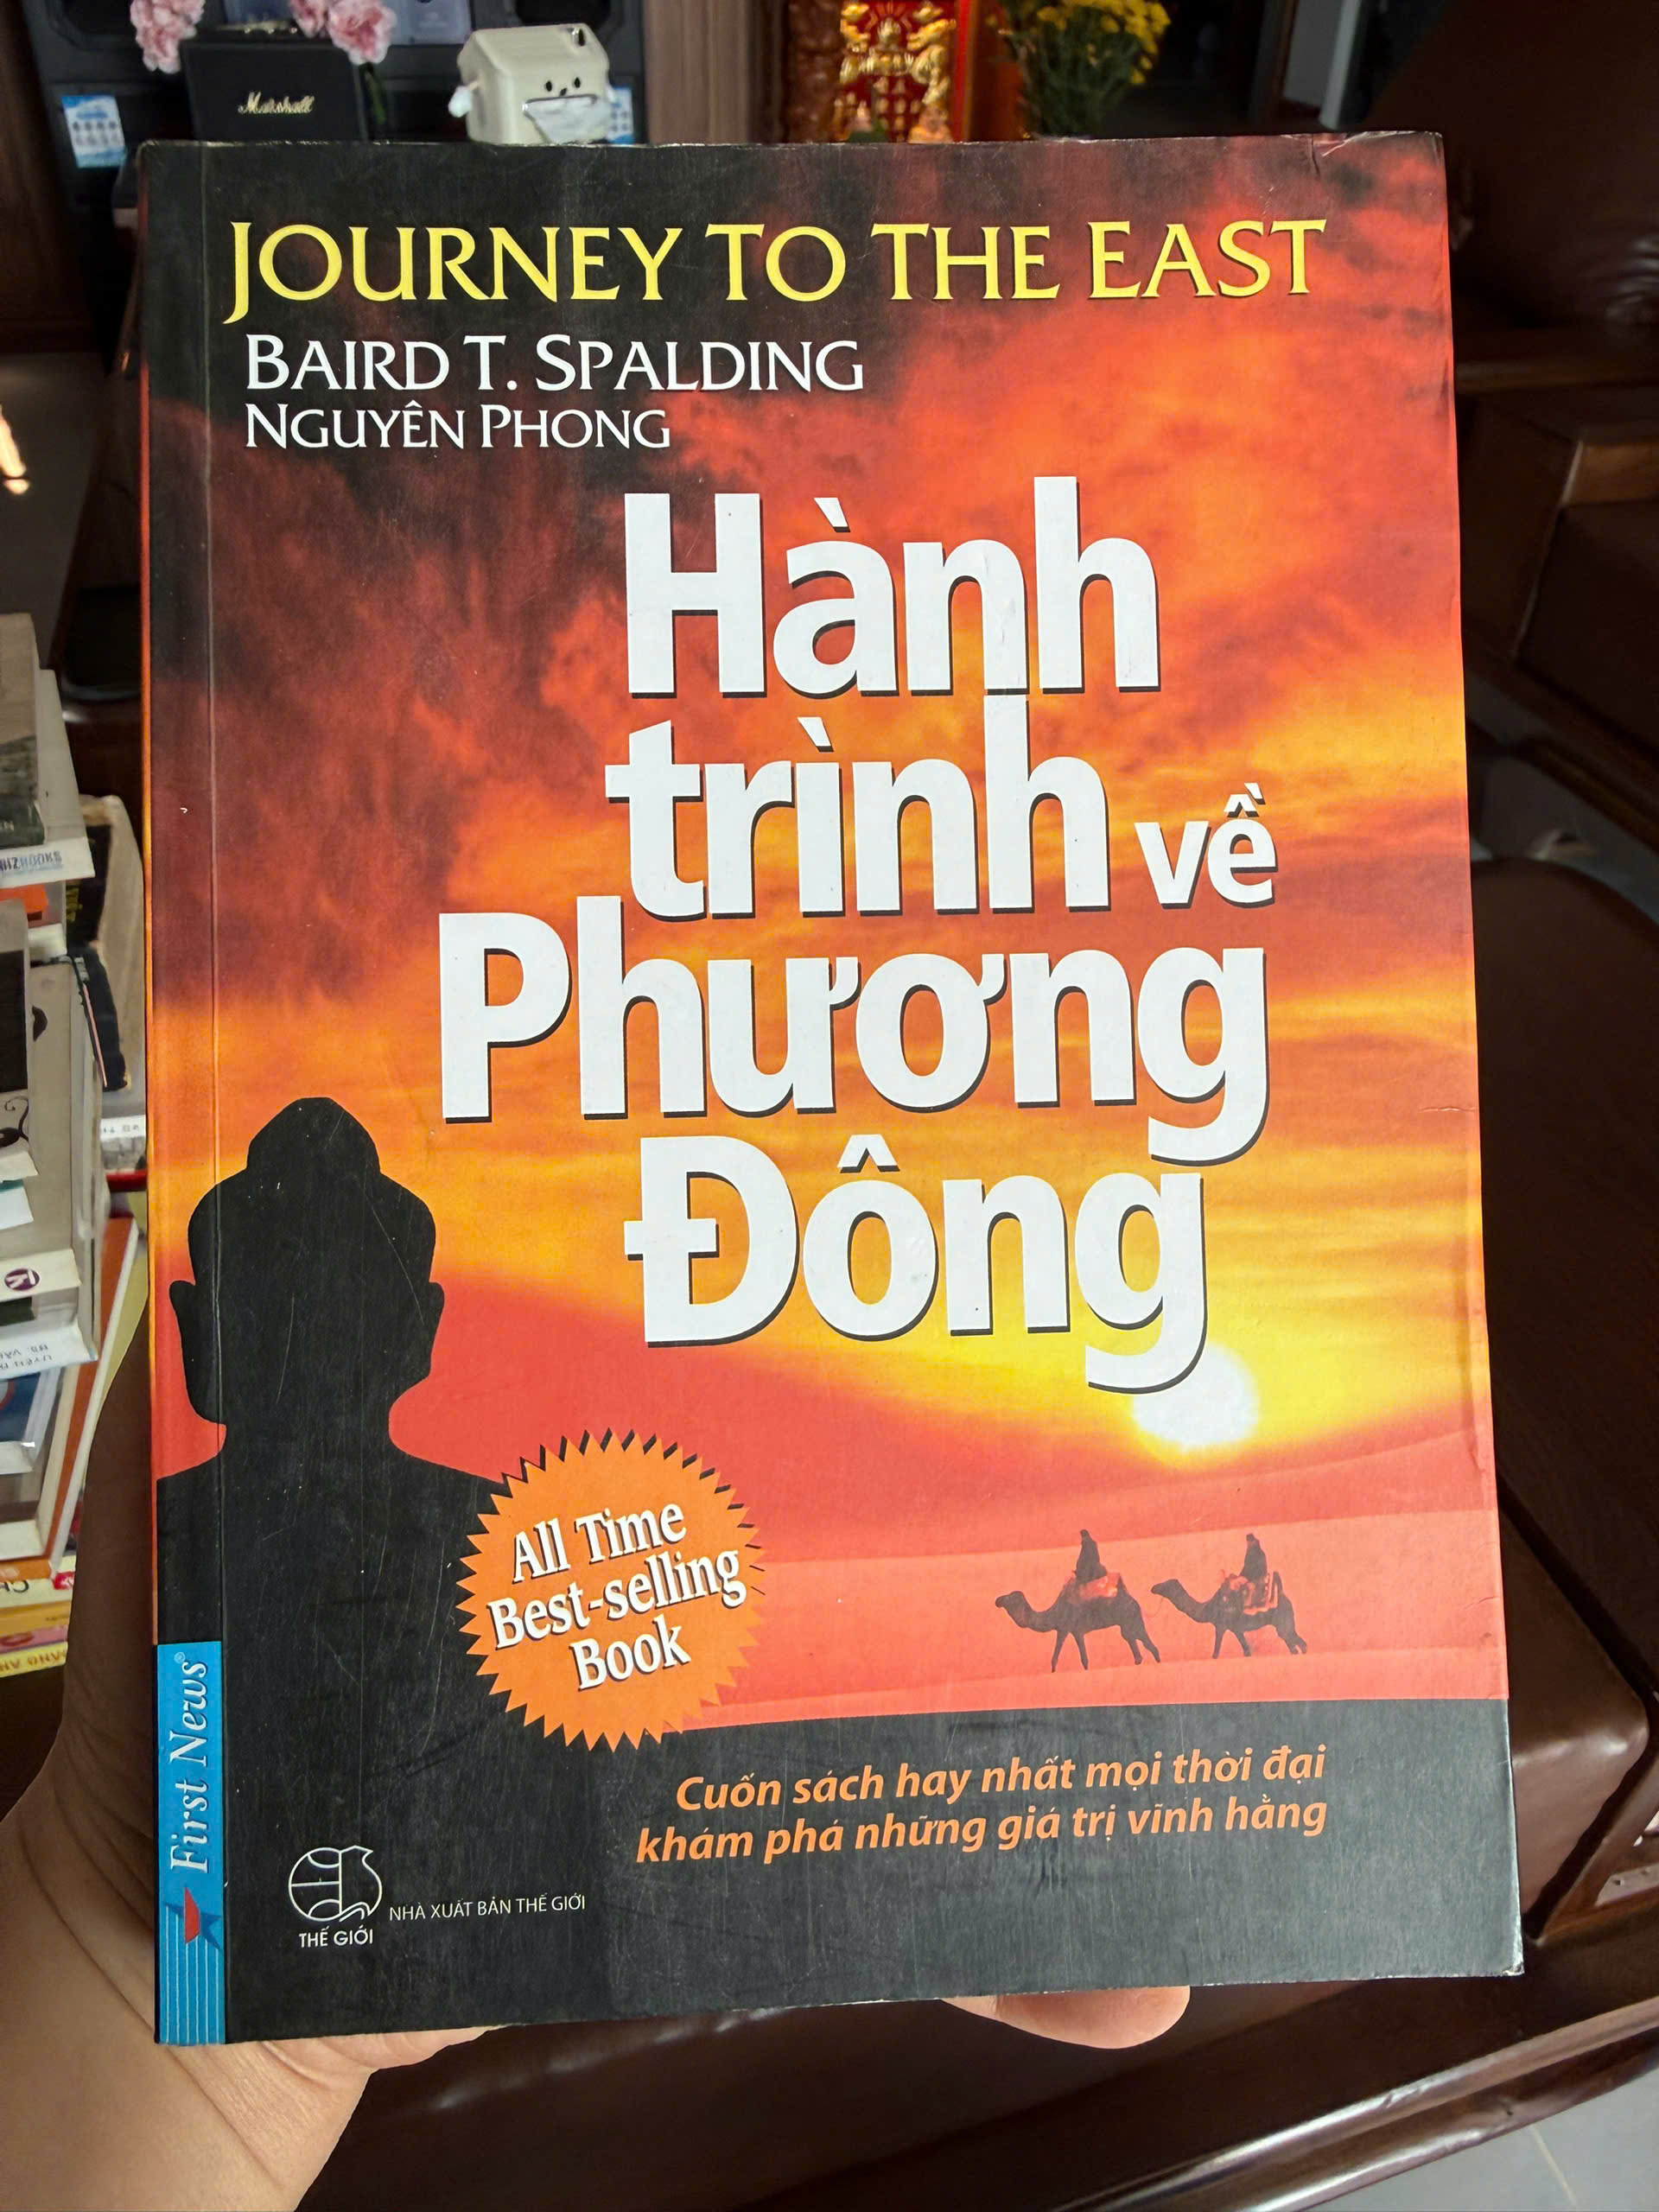 Marshall
JOURNEY TO THE EAST
BAIRD T. SPALDING
NGUYÊN PHONG
Hành
trình về
Phương
Đông
All Time
Best-selling
Book
Cuốn sách hay nhất mọi thời đại
khám phá những giá trị vĩnh hằng
First News®
THẾ GIỚI
NHÀ XUẤT BẢN THẾ GIỚI
BIZBOOKS